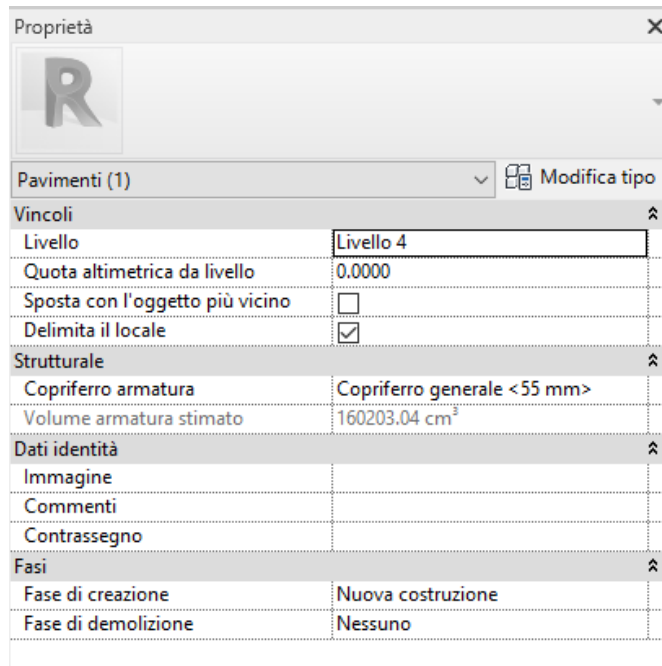 Proprietà
R
Pavimenti (1) Modifica tipo
Vincoli
Livello Livello 4
Quota altimetrica da livello 0.0000
Sposta con l'oggetto più vicino
Delimita il locale
Strutturale
Copriferro armatura Copriferro generale <55 mm>
Volume armatura stimato 160203.04 cm³
Dati identità
Immagine
Commenti
Contrassegno
Fasi
Fase di creazione Nuova costruzione
Fase di demolizione Nessuno